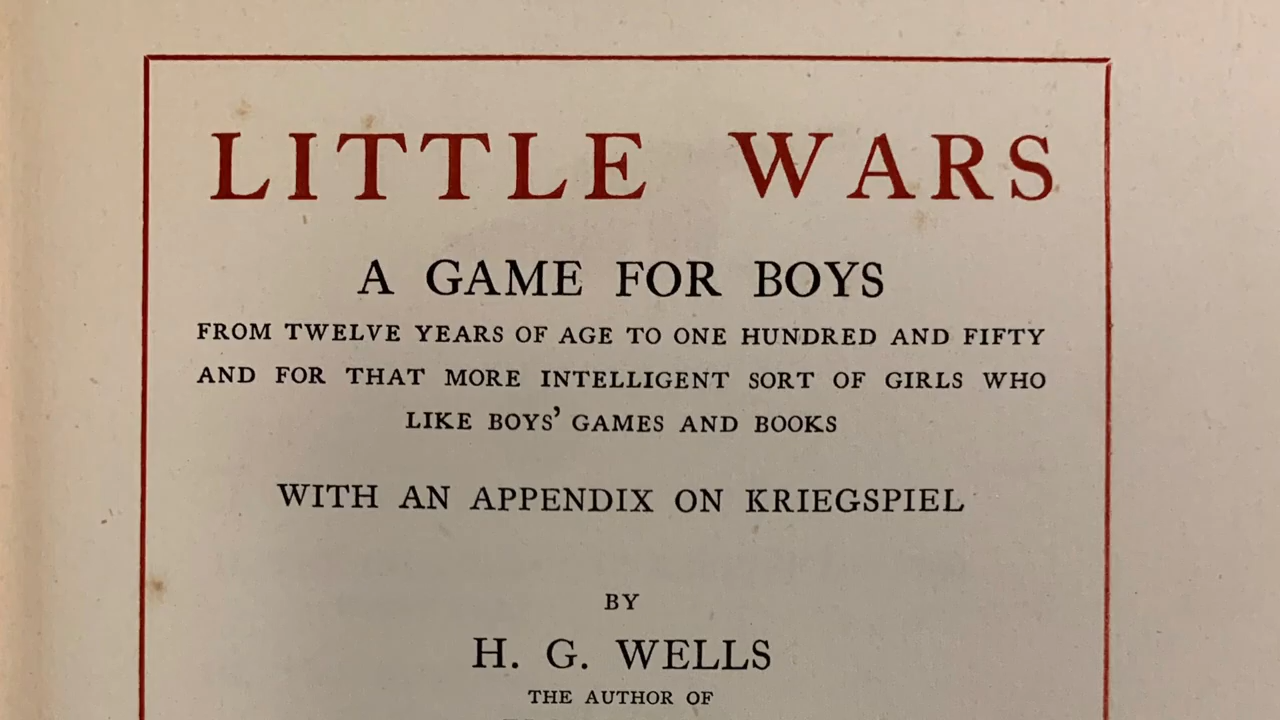 LITTLE WARS
A GAME FOR BOYS
FROM TWELVE YEARS OF AGE TO ONE HUNDRED AND FIFTY
AND FOR THAT MORE INTELLIGENT SORT OF GIRLS WHO
LIKE BOYS' GAMES AND BOOKS
WITH AN APPENDIX ON KRIEGSPIEL
BY
H. G. WELLS
THE AUTHOR OF